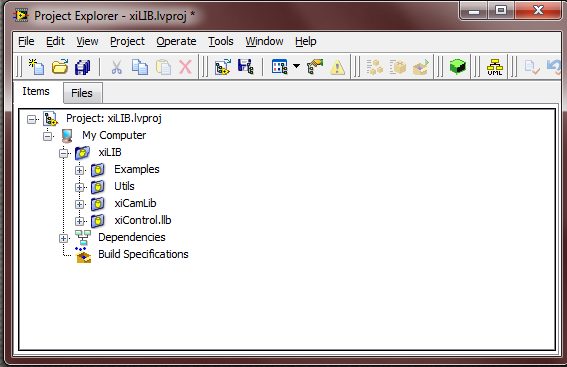 Project Explorer - xiLIB.lvproj *
File Edit View Project Operate Tools Window Help
UML
Items Files
Project: xiLIB.lvproj
My Computer
xiLIB
Examples
Utils
xiCamLib
xiControl.llb
Dependencies
Build Specifications